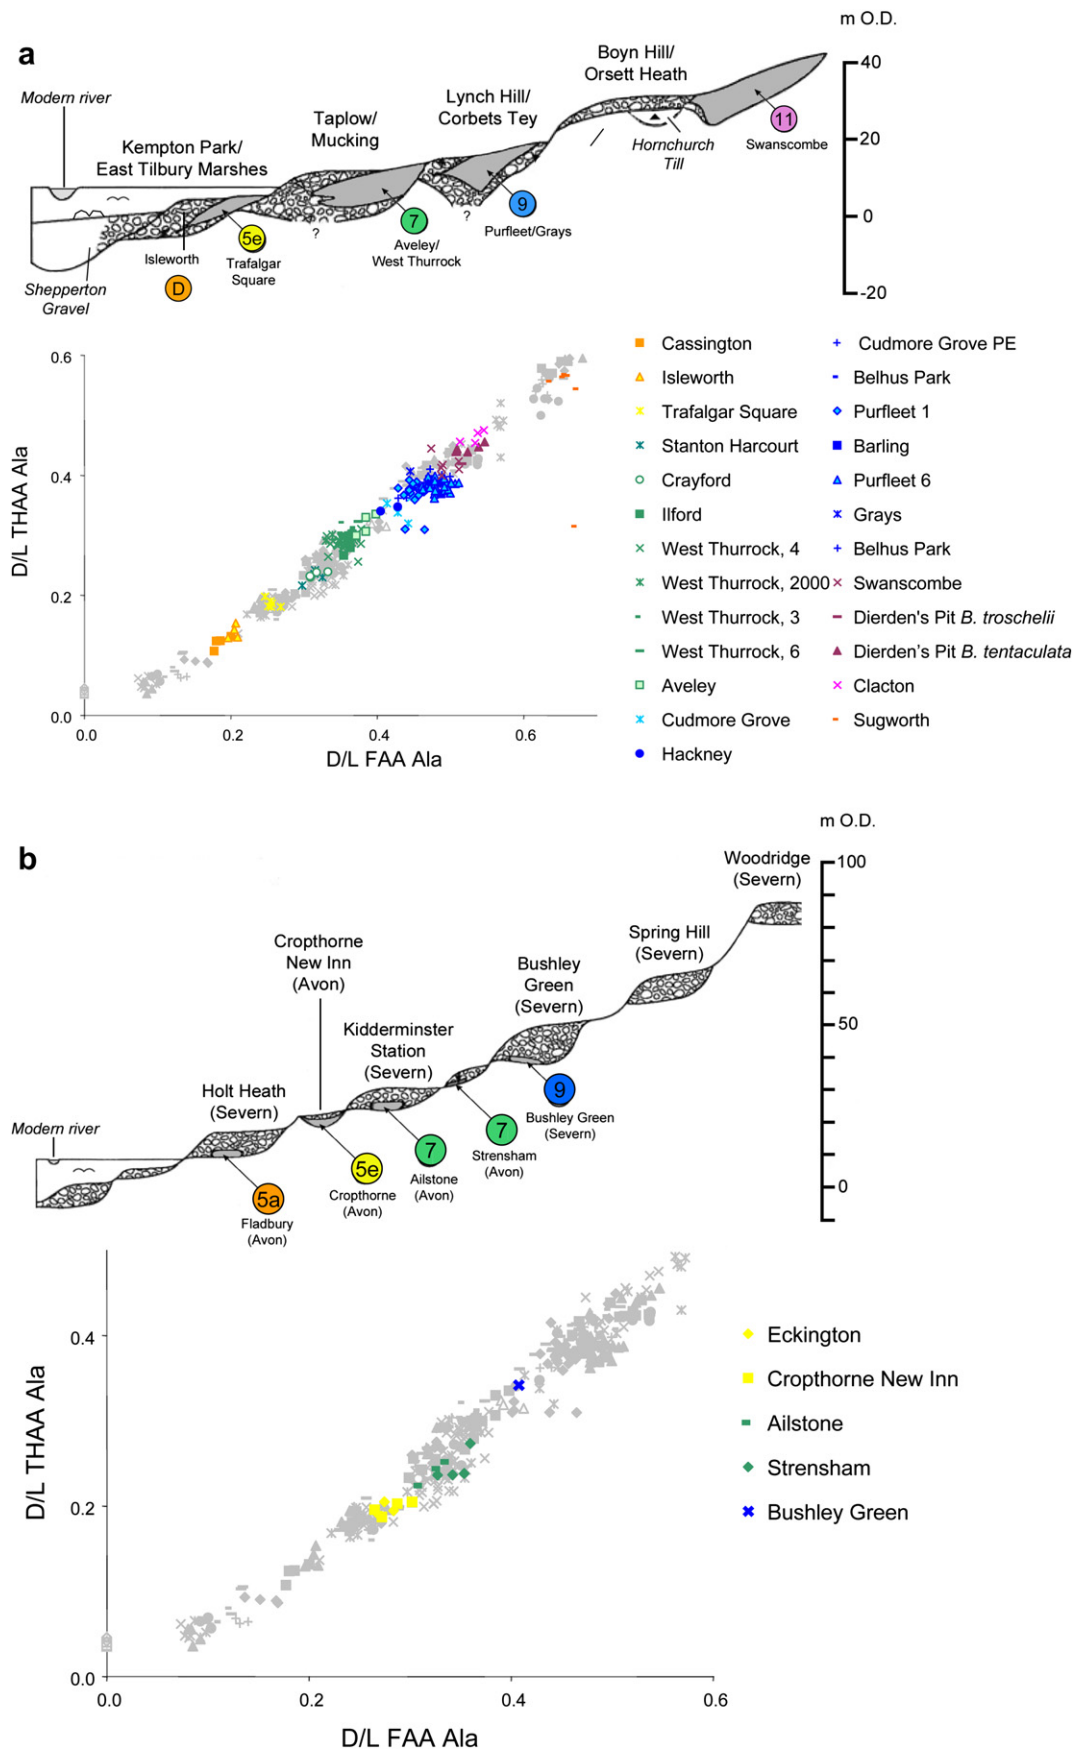 a
m O.D.
40
20
0
-20
Modern river
Kempton Park/
East Tilbury Marshes
Taplow/
Mucking
Lynch Hill/
Corbets Tey
Boyn Hill/
Orsett Heath
Hornchurch
Till
11
Swanscombe
9
Purfleet/Grays
?
7
Aveley/
West Thurrock
?
5e
Trafalgar
Square
Isleworth
D
Shepperton
Gravel
D/L THAA Ala
0.6
0.4
0.2
0.0
0.0
0.2
0.4
0.6
D/L FAA Ala
Cassington
Isleworth
Trafalgar Square
Stanton Harcourt
Crayford
Ilford
West Thurrock, 4
West Thurrock, 2000
West Thurrock, 3
West Thurrock, 6
Aveley
Cudmore Grove
Hackney
Cudmore Grove PE
Belhus Park
Purfleet 1
Barling
Purfleet 6
Grays
Belhus Park
Swanscombe
Dierden's Pit B. troschelii
Dierden's Pit B. tentaculata
Clacton
Sugworth
b
m O.D.
100
50
0
Woodridge
(Severn)
Spring Hill
(Severn)
Bushley
Green
(Severn)
Cropthorne
New Inn
(Avon)
Kidderminster
Station
(Severn)
Holt Heath
(Severn)
Modern river
9
Bushley Green
(Severn)
7
Strensham
(Avon)
7
Ailstone
(Avon)
5e
Cropthorne
(Avon)
5a
Fladbury
(Avon)
D/L THAA Ala
0.4
0.2
0.0
0.0
0.2
0.4
0.6
D/L FAA Ala
Eckington
Cropthorne New Inn
Ailstone
Strensham
Bushley Green